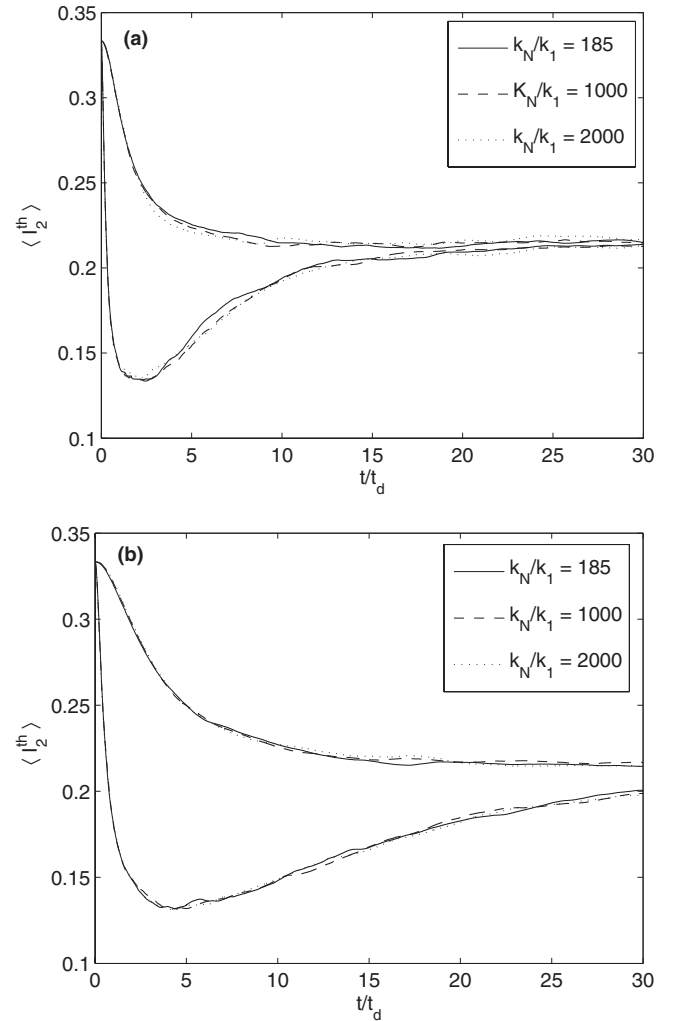 (a)
k_N/k_1 = 185
K_N/k_1 = 1000
k_N/k_1 = 2000
0.35
0.3
0.25
0.2
0.15
0.1
⟨ I_2^th ⟩
0 5 10 15 20 25 30
t/t_d
(b)
k_N/k_1 = 185
k_N/k_1 = 1000
k_N/k_1 = 2000
0.35
0.3
0.25
0.2
0.15
0.1
⟨ I_2^th ⟩
0 5 10 15 20 25 30
t/t_d